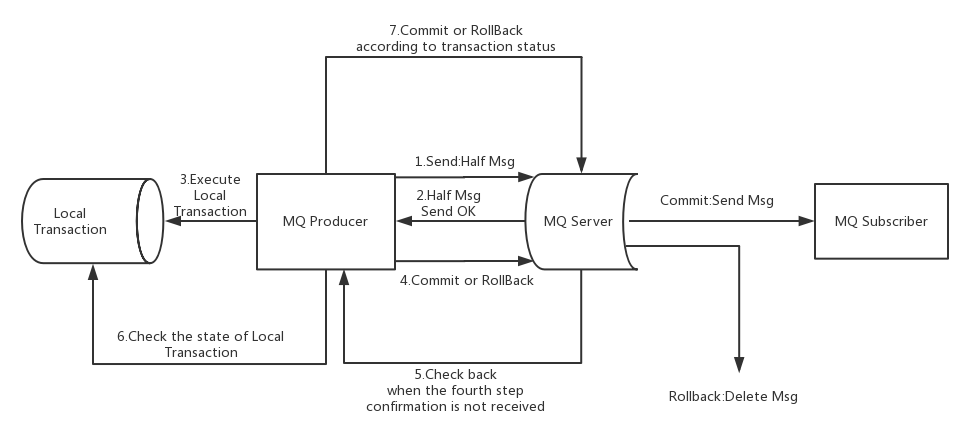 7.Commit or RollBack
according to transaction status
1.Send:Half Msg
3.Execute
Local
Transaction
2.Half Msg
Send OK
Commit:Send Msg
Local
Transaction
MQ Producer
MQ Server
MQ Subscriber
4.Commit or RollBack
6.Check the state of Local
Transaction
5.Check back
when the fourth step
confirmation is not received
Rollback:Delete Msg